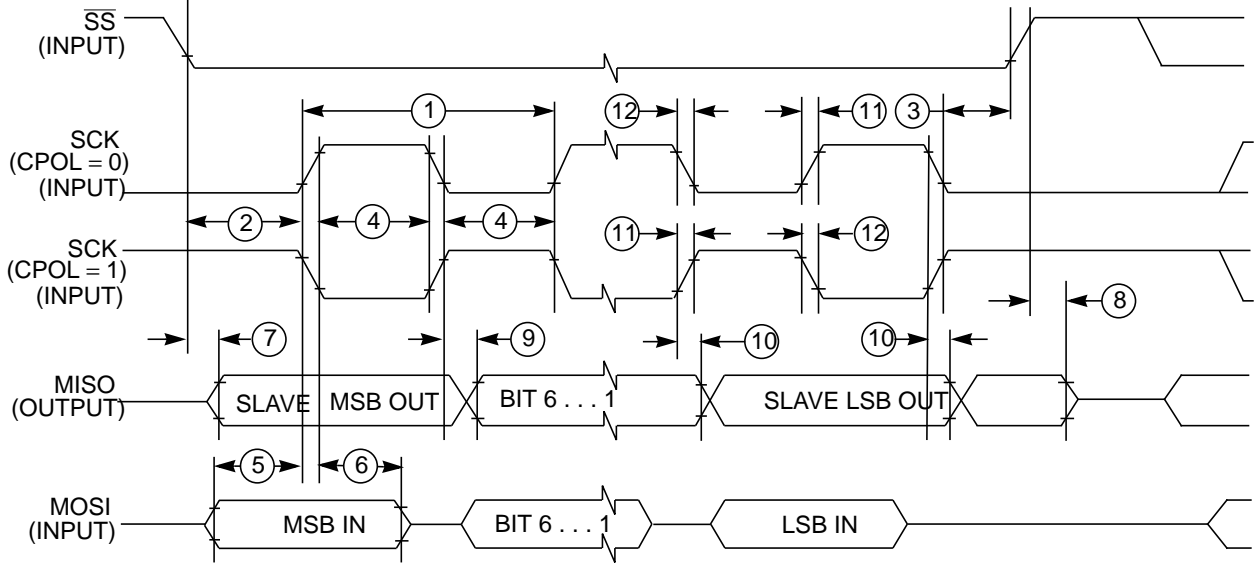 SS
(INPUT)
1
12
11
3
SCK
(CPOL = 0)
(INPUT)
2
4
4
11
12
SCK
(CPOL = 1)
(INPUT)
7
9
10
10
8
MISO
(OUTPUT)
SLAVE MSB OUT
BIT 6 . . . 1
SLAVE LSB OUT
5
6
MOSI
(INPUT)
MSB IN
BIT 6 . . . 1
LSB IN